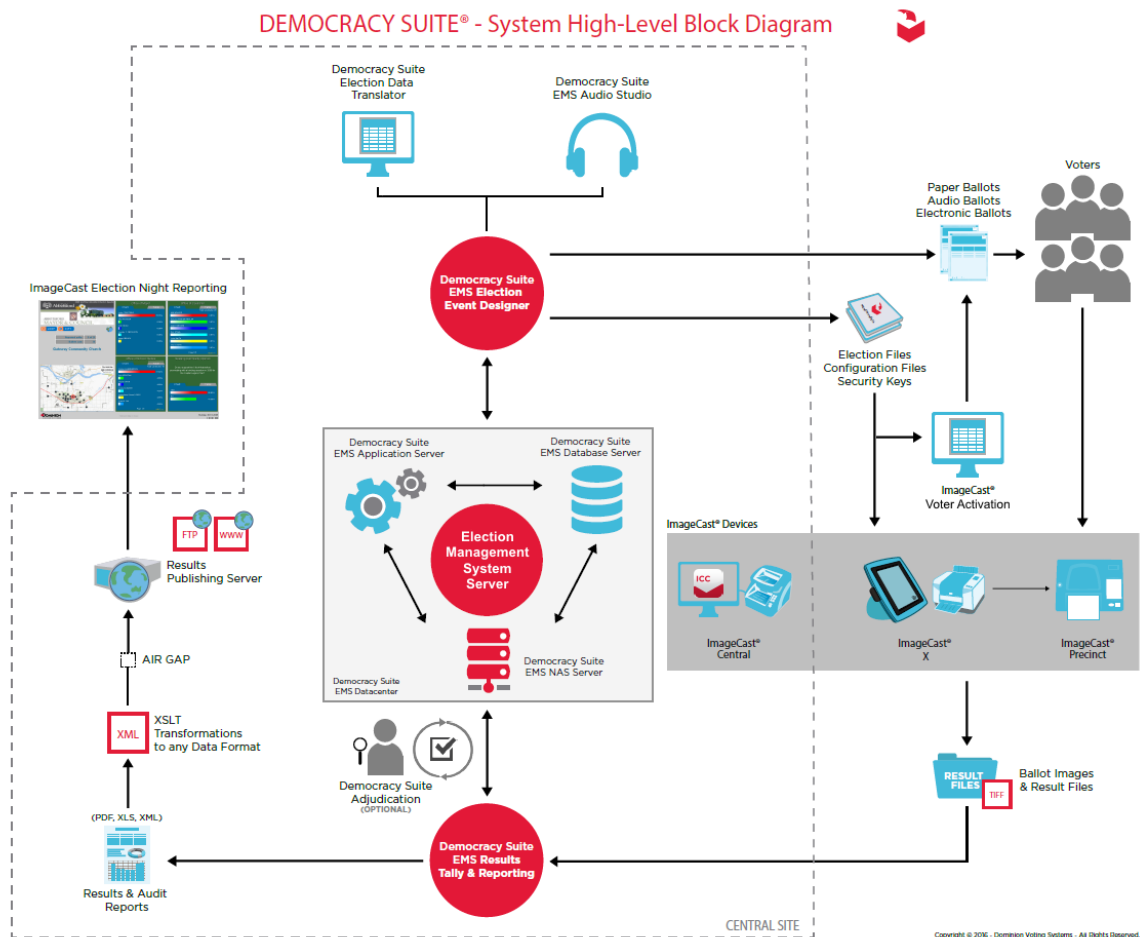 DEMOCRACY SUITE® - System High-Level Block Diagram
Democracy Suite
Election Data
Translator
Democracy Suite
EMS Audio Studio
Voters
Paper Ballots
Audio Ballots
Electronic Ballots
Democracy Suite
EMS Election
Event Designer
ImageCast Election Night Reporting
Election Files
Configuration Files
Security Keys
Democracy Suite
EMS Application Server
Democracy Suite
EMS Database Server
ImageCast®
Voter Activation
Election
Management
System
Server
ImageCast® Devices
FTP
WWW
Results
Publishing Server
ICC
ImageCast®
Central
ImageCast®
X
ImageCast®
Precinct
AIR GAP
Democracy Suite
EMS NAS Server
Democracy Suite
EMS Datacenter
XML
XSLT
Transformations
to any Data Format
Democracy Suite
Adjudication
(OPTIONAL)
RESULT
FILES
TIFF
Ballot Images
& Result Files
(PDF, XLS, XML)
Democracy Suite
EMS Results
Tally & Reporting
Results & Audit
Reports
CENTRAL SITE
Copyright © 2016 - Dominion Voting Systems - All Rights Reserved.